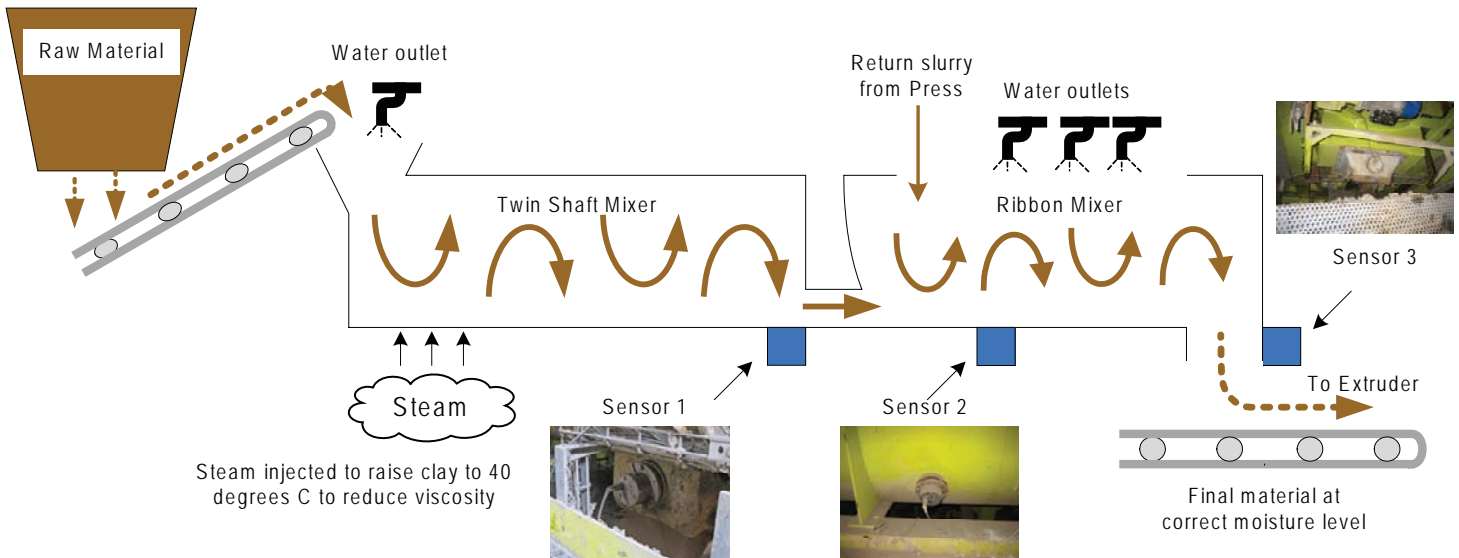 Raw Material
Water outlet
Return slurry
from Press
Water outlets
Twin Shaft Mixer
Ribbon Mixer
Sensor 3
Steam
Sensor 1
Sensor 2
To Extruder
Steam injected to raise clay to 40
degrees C to reduce viscosity
Final material at
correct moisture level